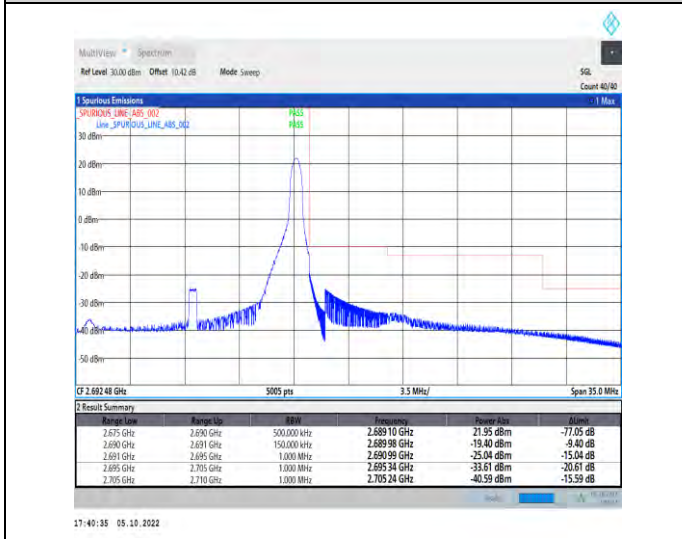 MultiView Spectrum
Ref Level 30.00 dBm Offset 10.42 dB Mode Sweep SGL
Count 40/40
1 Spurious Emissions 1 Max
_SPURIOUS_LINE_ABS_002 PASS
Line _SPURIOUS_LINE_ABS_002 PASS
30 dBm
20 dBm
10 dBm
0 dBm
-10 dBm
-20 dBm
-30 dBm
-40 dBm
-50 dBm
CF 2.692 48 GHz 5005 pts 3.5 MHz/ Span 35.0 MHz
2 Result Summary
Range Low Range Up RBW Frequency Power Abs ΔLimit
2.675 GHz 2.690 GHz 500.000 kHz 2.689 10 GHz 21.95 dBm -77.05 dB
2.690 GHz 2.691 GHz 150.000 kHz 2.689 98 GHz -19.40 dBm -9.40 dB
2.691 GHz 2.695 GHz 1.000 MHz 2.690 99 GHz -25.04 dBm -15.04 dB
2.695 GHz 2.705 GHz 1.000 MHz 2.695 34 GHz -33.61 dBm -20.61 dB
2.705 GHz 2.710 GHz 1.000 MHz 2.705 24 GHz -40.59 dBm -15.59 dB
17:40:35 05.10.2022